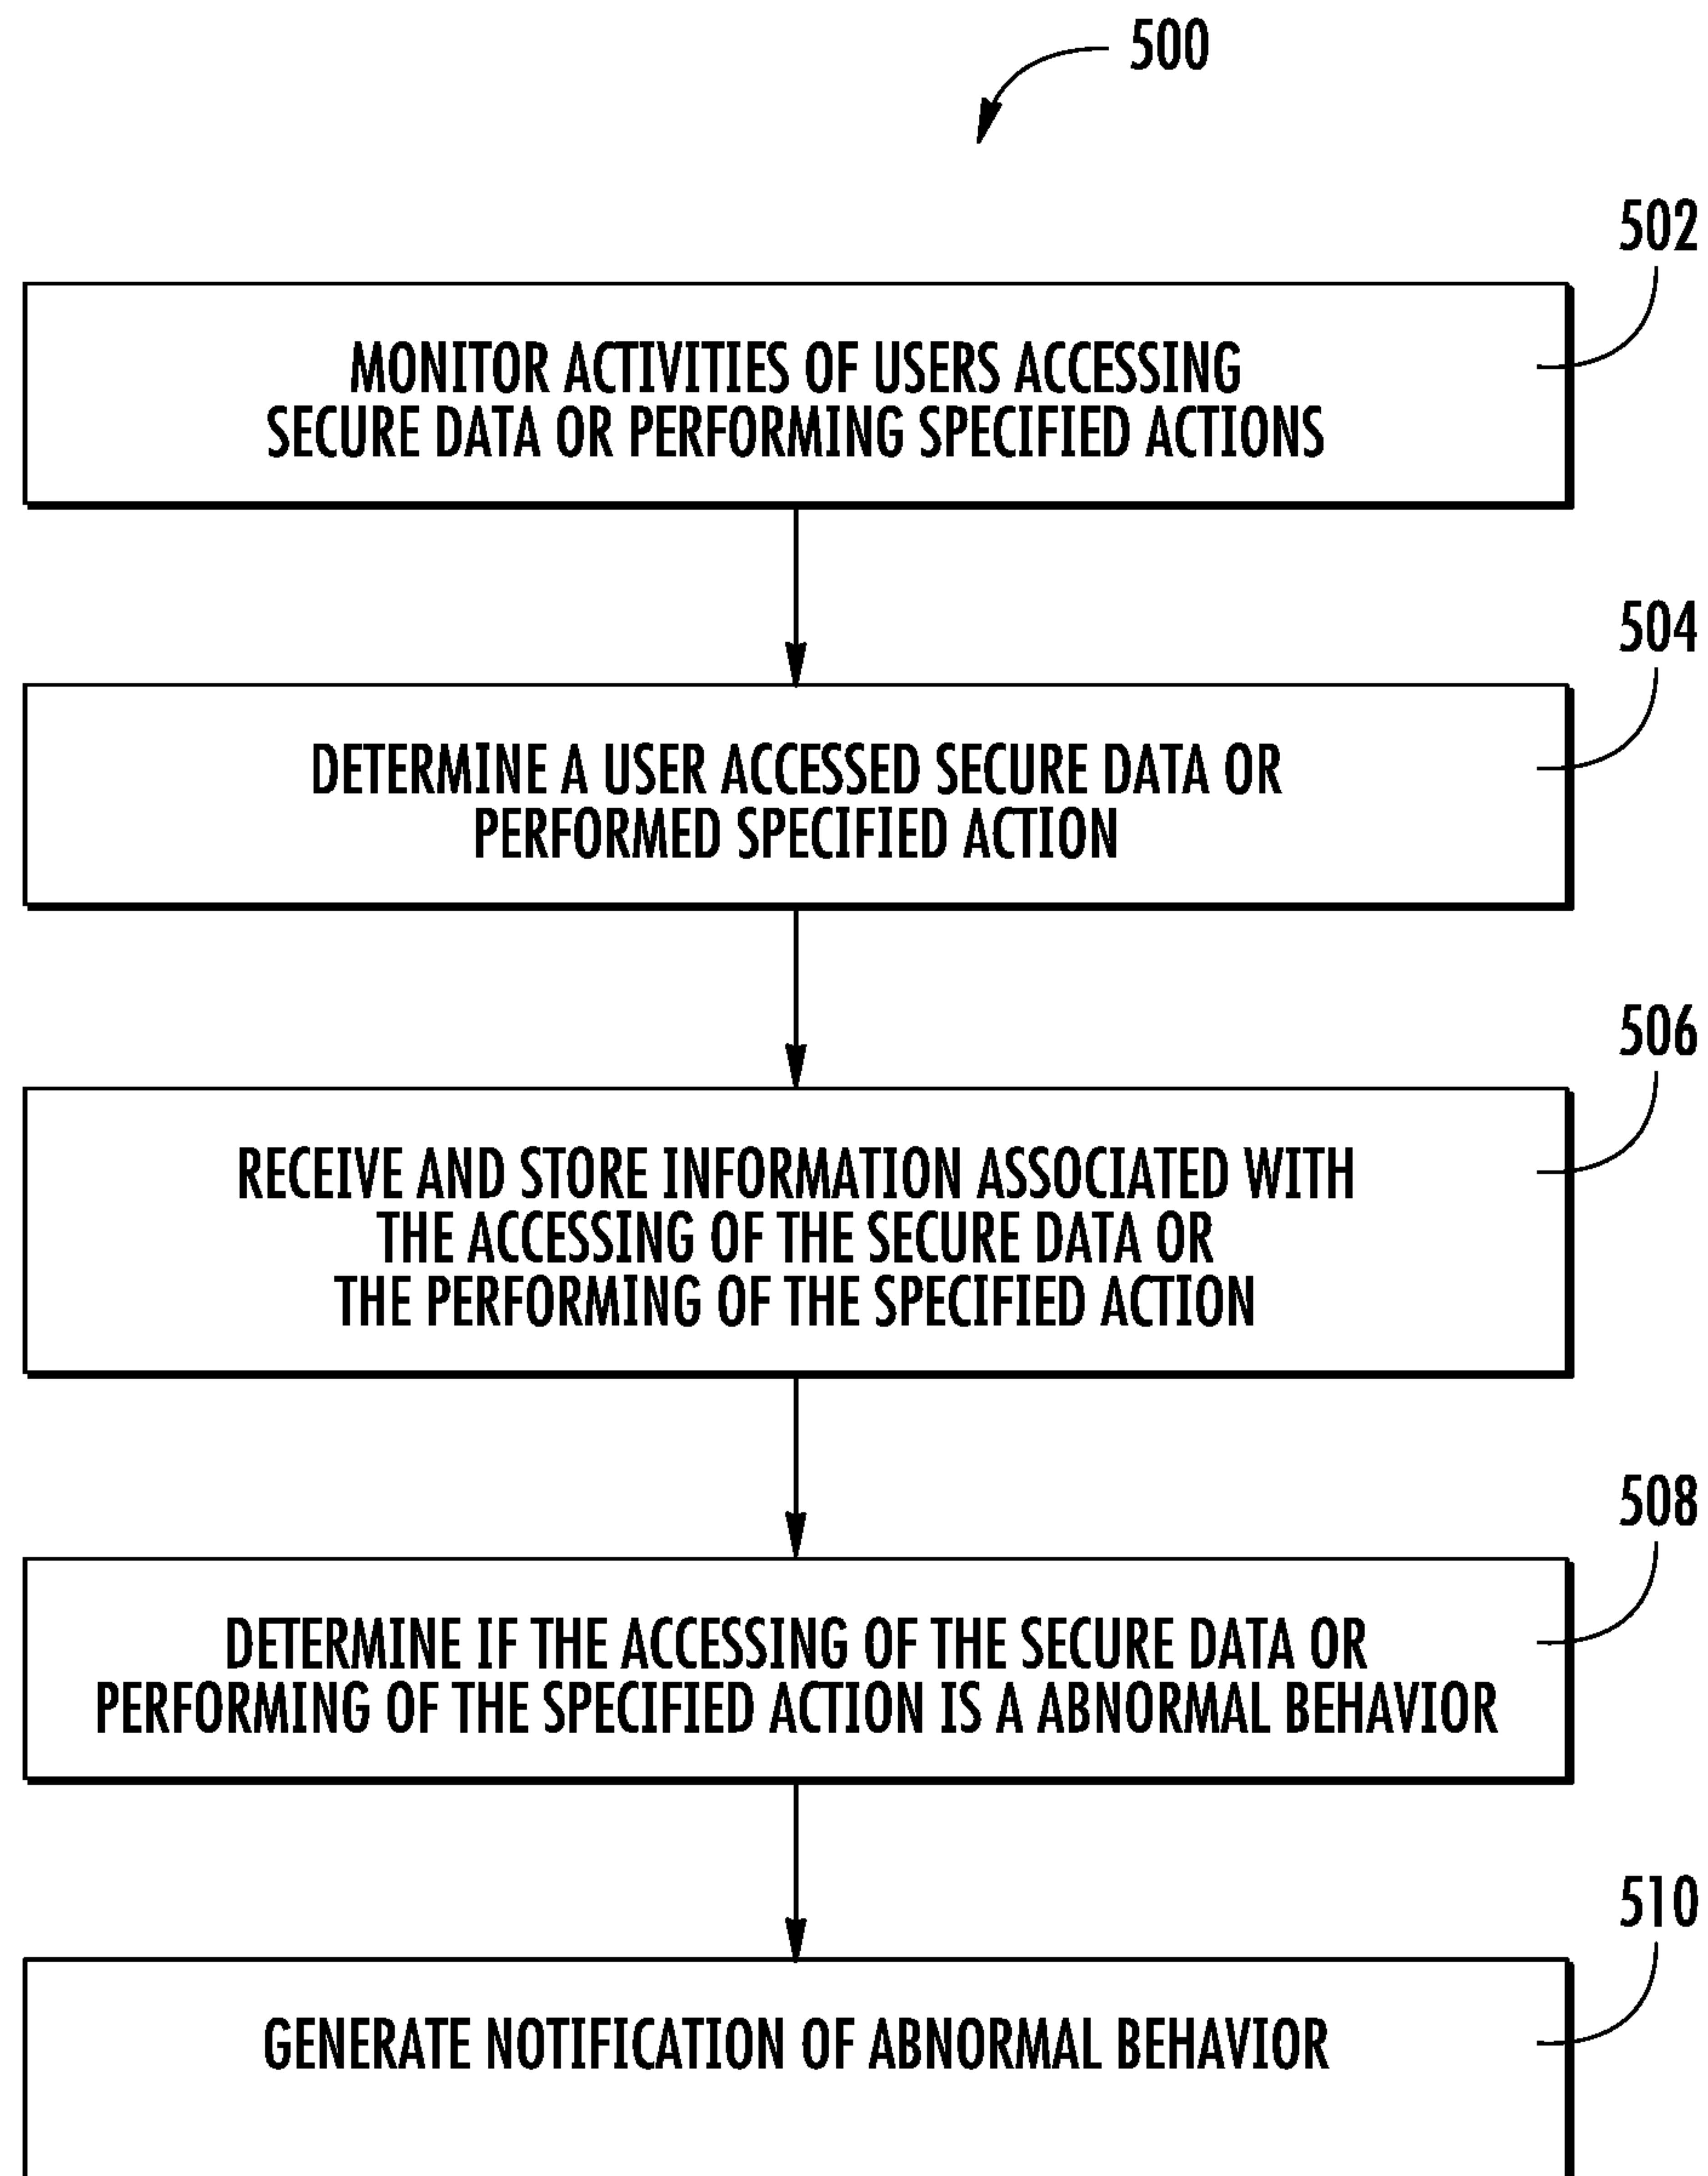 500
502
MONITOR ACTIVITIES OF USERS ACCESSING
SECURE DATA OR PERFORMING SPECIFIED ACTIONS
504
DETERMINE A USER ACCESSED SECURE DATA OR
PERFORMED SPECIFIED ACTION
506
RECEIVE AND STORE INFORMATION ASSOCIATED WITH
THE ACCESSING OF THE SECURE DATA OR
THE PERFORMING OF THE SPECIFIED ACTION
508
DETERMINE IF THE ACCESSING OF THE SECURE DATA OR
PERFORMING OF THE SPECIFIED ACTION IS A ABNORMAL BEHAVIOR
510
GENERATE NOTIFICATION OF ABNORMAL BEHAVIOR